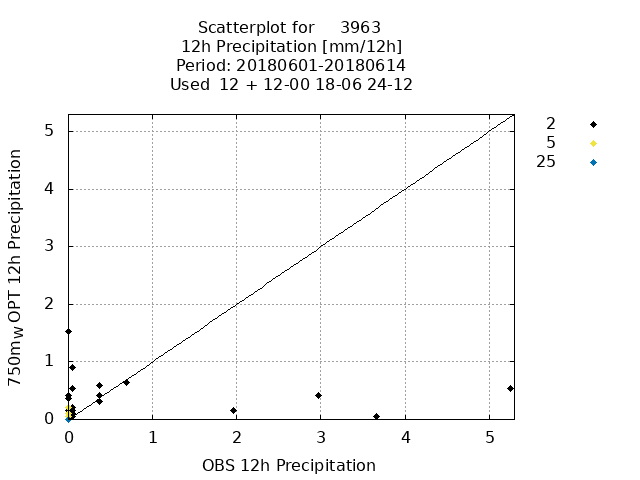 Scatterplot for 3963
12h Precipitation [mm/12h]
Period: 20180601-20180614
Used 12 + 12-00 18-06 24-12
2
5
25
5
4
3
2
1
0
0 1 2 3 4 5
750mw OPT 12h Precipitation
OBS 12h Precipitation